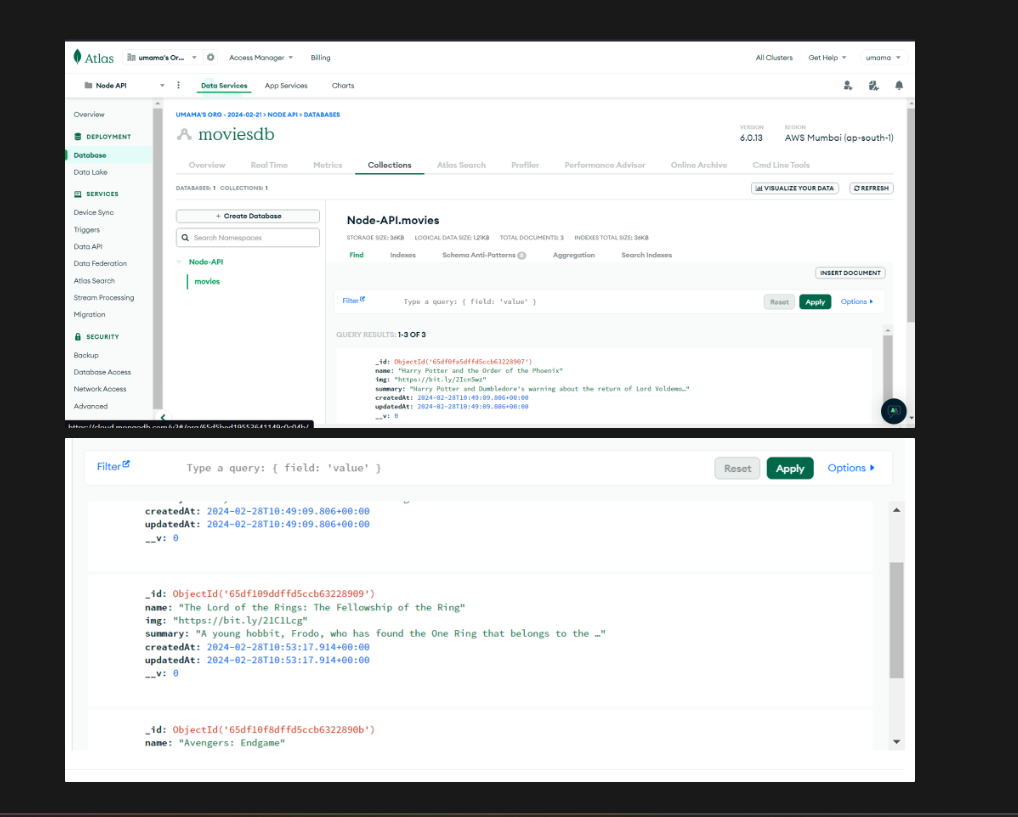 Atlas umama's Or... Access Manager Billing All Clusters Get Help umama
Node API Data Services App Services Charts
Overview
DEPLOYMENT
Database
Data Lake
SERVICES
Device Sync
Triggers
Data API
Data Federation
Atlas Search
Stream Processing
Migration
SECURITY
Backup
Database Access
Network Access
Advanced
UMAMA'S ORG - 2024-02-21 > NODE API > DATABASES
moviesdb
VERSION
6.0.13
REGION
AWS Mumbai (ap-south-1)
Overview Real Time Metrics Collections Atlas Search Profiler Performance Advisor Online Archive Cmd Line Tools
DATABASES: 1 COLLECTIONS: 1
VISUALIZE YOUR DATA REFRESH
+ Create Database
Search Namespaces
Node-API
movies
Node-API.movies
STORAGE SIZE: 36KB LOGICAL DATA SIZE: 1.21KB TOTAL DOCUMENTS: 3 INDEXES TOTAL SIZE: 36KB
Find Indexes Schema Anti-Patterns 0 Aggregation Search Indexes
INSERT DOCUMENT
Filter Type a query: { field: 'value' } Reset Apply Options
QUERY RESULTS: 1-3 OF 3
_id: ObjectId('65df0fa5dffd5ccb63228907')
name: "Harry Potter and the Order of the Phoenix"
img: "https://bit.ly/2IcnSwz"
summary: "Harry Potter and Dumbledore's warning about the return of Lord Voldemo…"
createdAt: 2024-02-28T10:49:09.806+00:00
updatedAt: 2024-02-28T10:49:09.806+00:00
__v: 0
Filter Type a query: { field: 'value' } Reset Apply Options
createdAt: 2024-02-28T10:49:09.806+00:00
updatedAt: 2024-02-28T10:49:09.806+00:00
__v: 0
_id: ObjectId('65df109ddffd5ccb63228909')
name: "The Lord of the Rings: The Fellowship of the Ring"
img: "https://bit.ly/2IC1Lcg"
summary: "A young hobbit, Frodo, who has found the One Ring that belongs to the …"
createdAt: 2024-02-28T10:53:17.914+00:00
updatedAt: 2024-02-28T10:53:17.914+00:00
__v: 0
_id: ObjectId('65df10f8dffd5ccb6322890b')
name: "Avengers: Endgame"